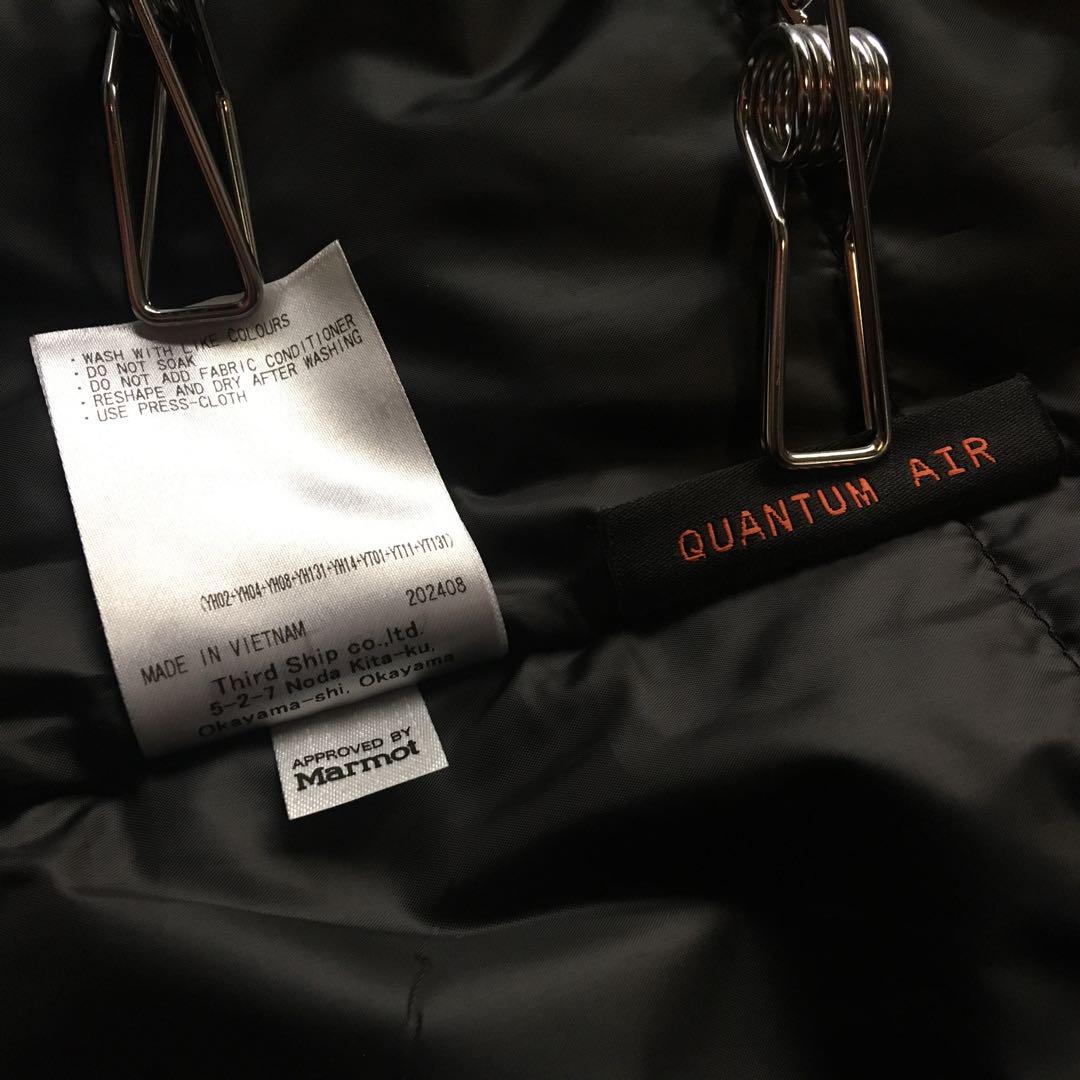 · WASH WITH LIKE COLOURS
· DO NOT SOAK
· DO NOT ADD FABRIC CONDITIONER
· RESHAPE AND DRY AFTER WASHING
· USE PRESS-CLOTH
(YH02+YH04+YH08+YH131+YH14+YT01+YT11+YT131)
202408
MADE IN VIETNAM
Third Ship co.,ltd.
5-2-7 Noda Kita-ku,
Okayama-shi, Okayama
APPROVED BY
Marmot
QUANTUM AIR